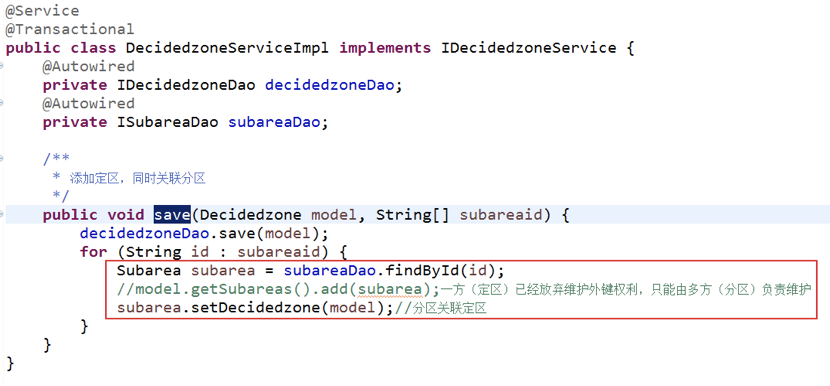 @Service
@Transactional
public class DecidedzoneServiceImpl implements IDecidedzoneService {
@Autowired
private IDecidedzoneDao decidedzoneDao;
@Autowired
private ISubareaDao subareaDao;
/**
* 添加定区，同时关联分区
*/
public void save(Decidedzone model, String[] subareaid) {
decidedzoneDao.save(model);
for (String id : subareaid) {
Subarea subarea = subareaDao.findById(id);
//model.getSubareas().add(subarea);一方（定区）已经放弃维护外键权利，只能由多方（分区）负责维护
subarea.setDecidedzone(model);//分区关联定区
}
}
}